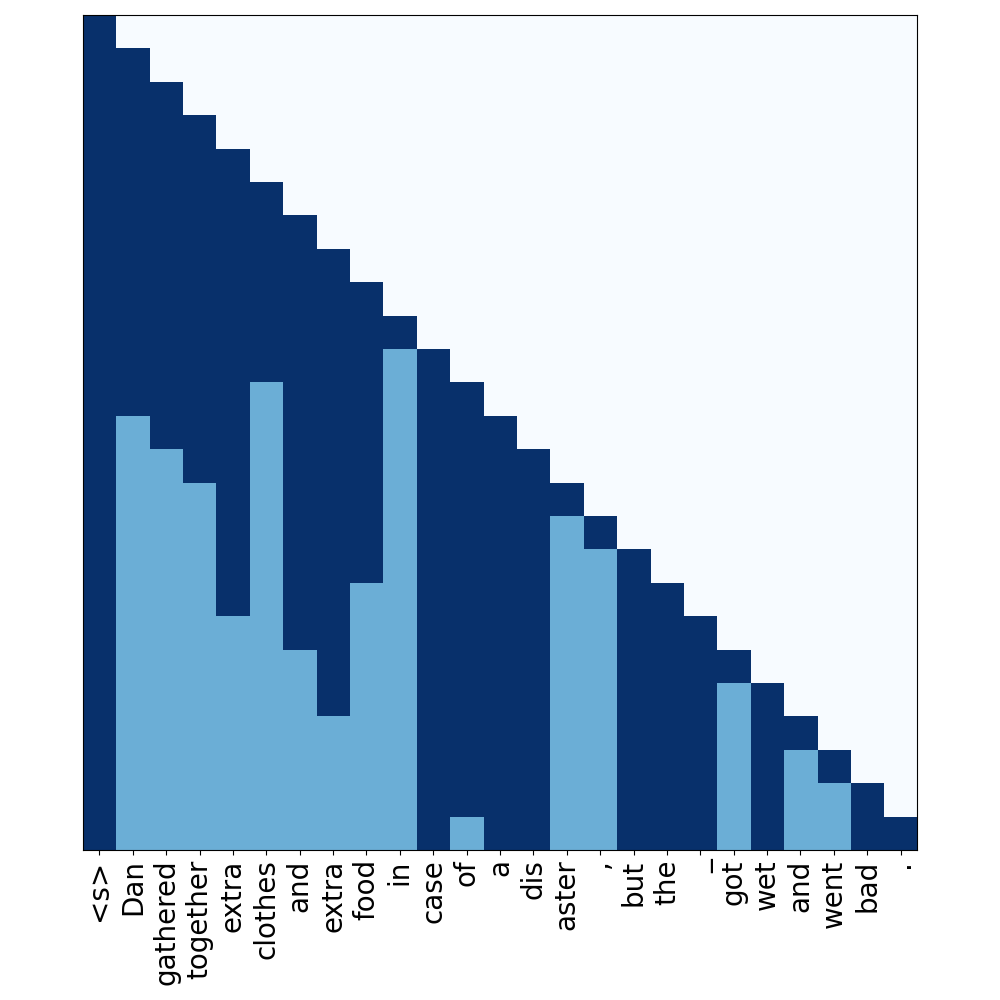 <s> Dan gathered together extra clothes and extra food in case of a dis aster , but the _ got wet and went bad .